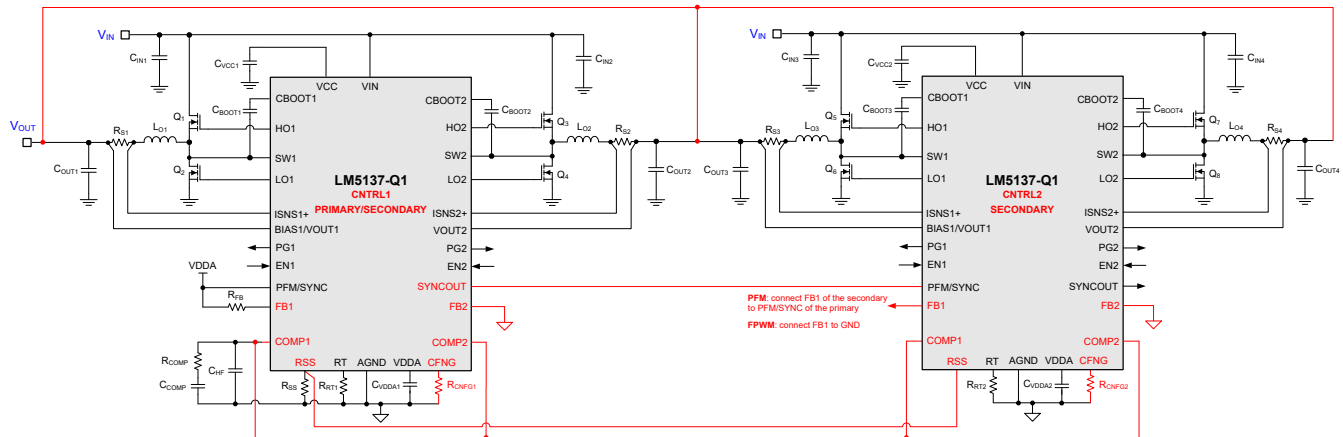 VIN
CIN1
CVCC1
VCC
VIN
CIN2
CBOOT1
CBOOT1
CBOOT2
CBOOT2
Q1
HO1
HO2
Q3
VOUT
RS1
LO1
SW1
SW2
LO2
RS2
COUT1
Q2
LO1
LO2
Q4
COUT2
LM5137-Q1
CNTRL1
PRIMARY/SECONDARY
ISNS1+
ISNS2+
BIAS1/VOUT1
VOUT2
PG1
PG2
VDDA
EN1
EN2
PFM/SYNC
SYNCOUT
RFB
FB1
FB2
COMP1
COMP2
RCOMP
CCOMP
CHF
RSS
RT
AGND
VDDA
CFNG
RSS
RRT1
CVDDA1
RCNFG1
VIN
CIN3
CVCC2
VCC
VIN
CIN4
CBOOT3
CBOOT1
CBOOT2
CBOOT4
Q5
HO1
HO2
Q7
RS3
LO3
SW1
SW2
LO4
RS4
COUT3
Q6
LO1
LO2
Q8
COUT4
LM5137-Q1
CNTRL2
SECONDARY
ISNS1+
ISNS2+
BIAS1/VOUT1
VOUT2
PG1
PG2
EN1
EN2
PFM/SYNC
SYNCOUT
PFM: connect FB1 of the secondary
to PFM/SYNC of the primary
FPWM: connect FB1 to GND
FB1
FB2
COMP1
COMP2
RSS
RT
AGND
VDDA
CFNG
RRT2
CVDDA2
RCNFG2